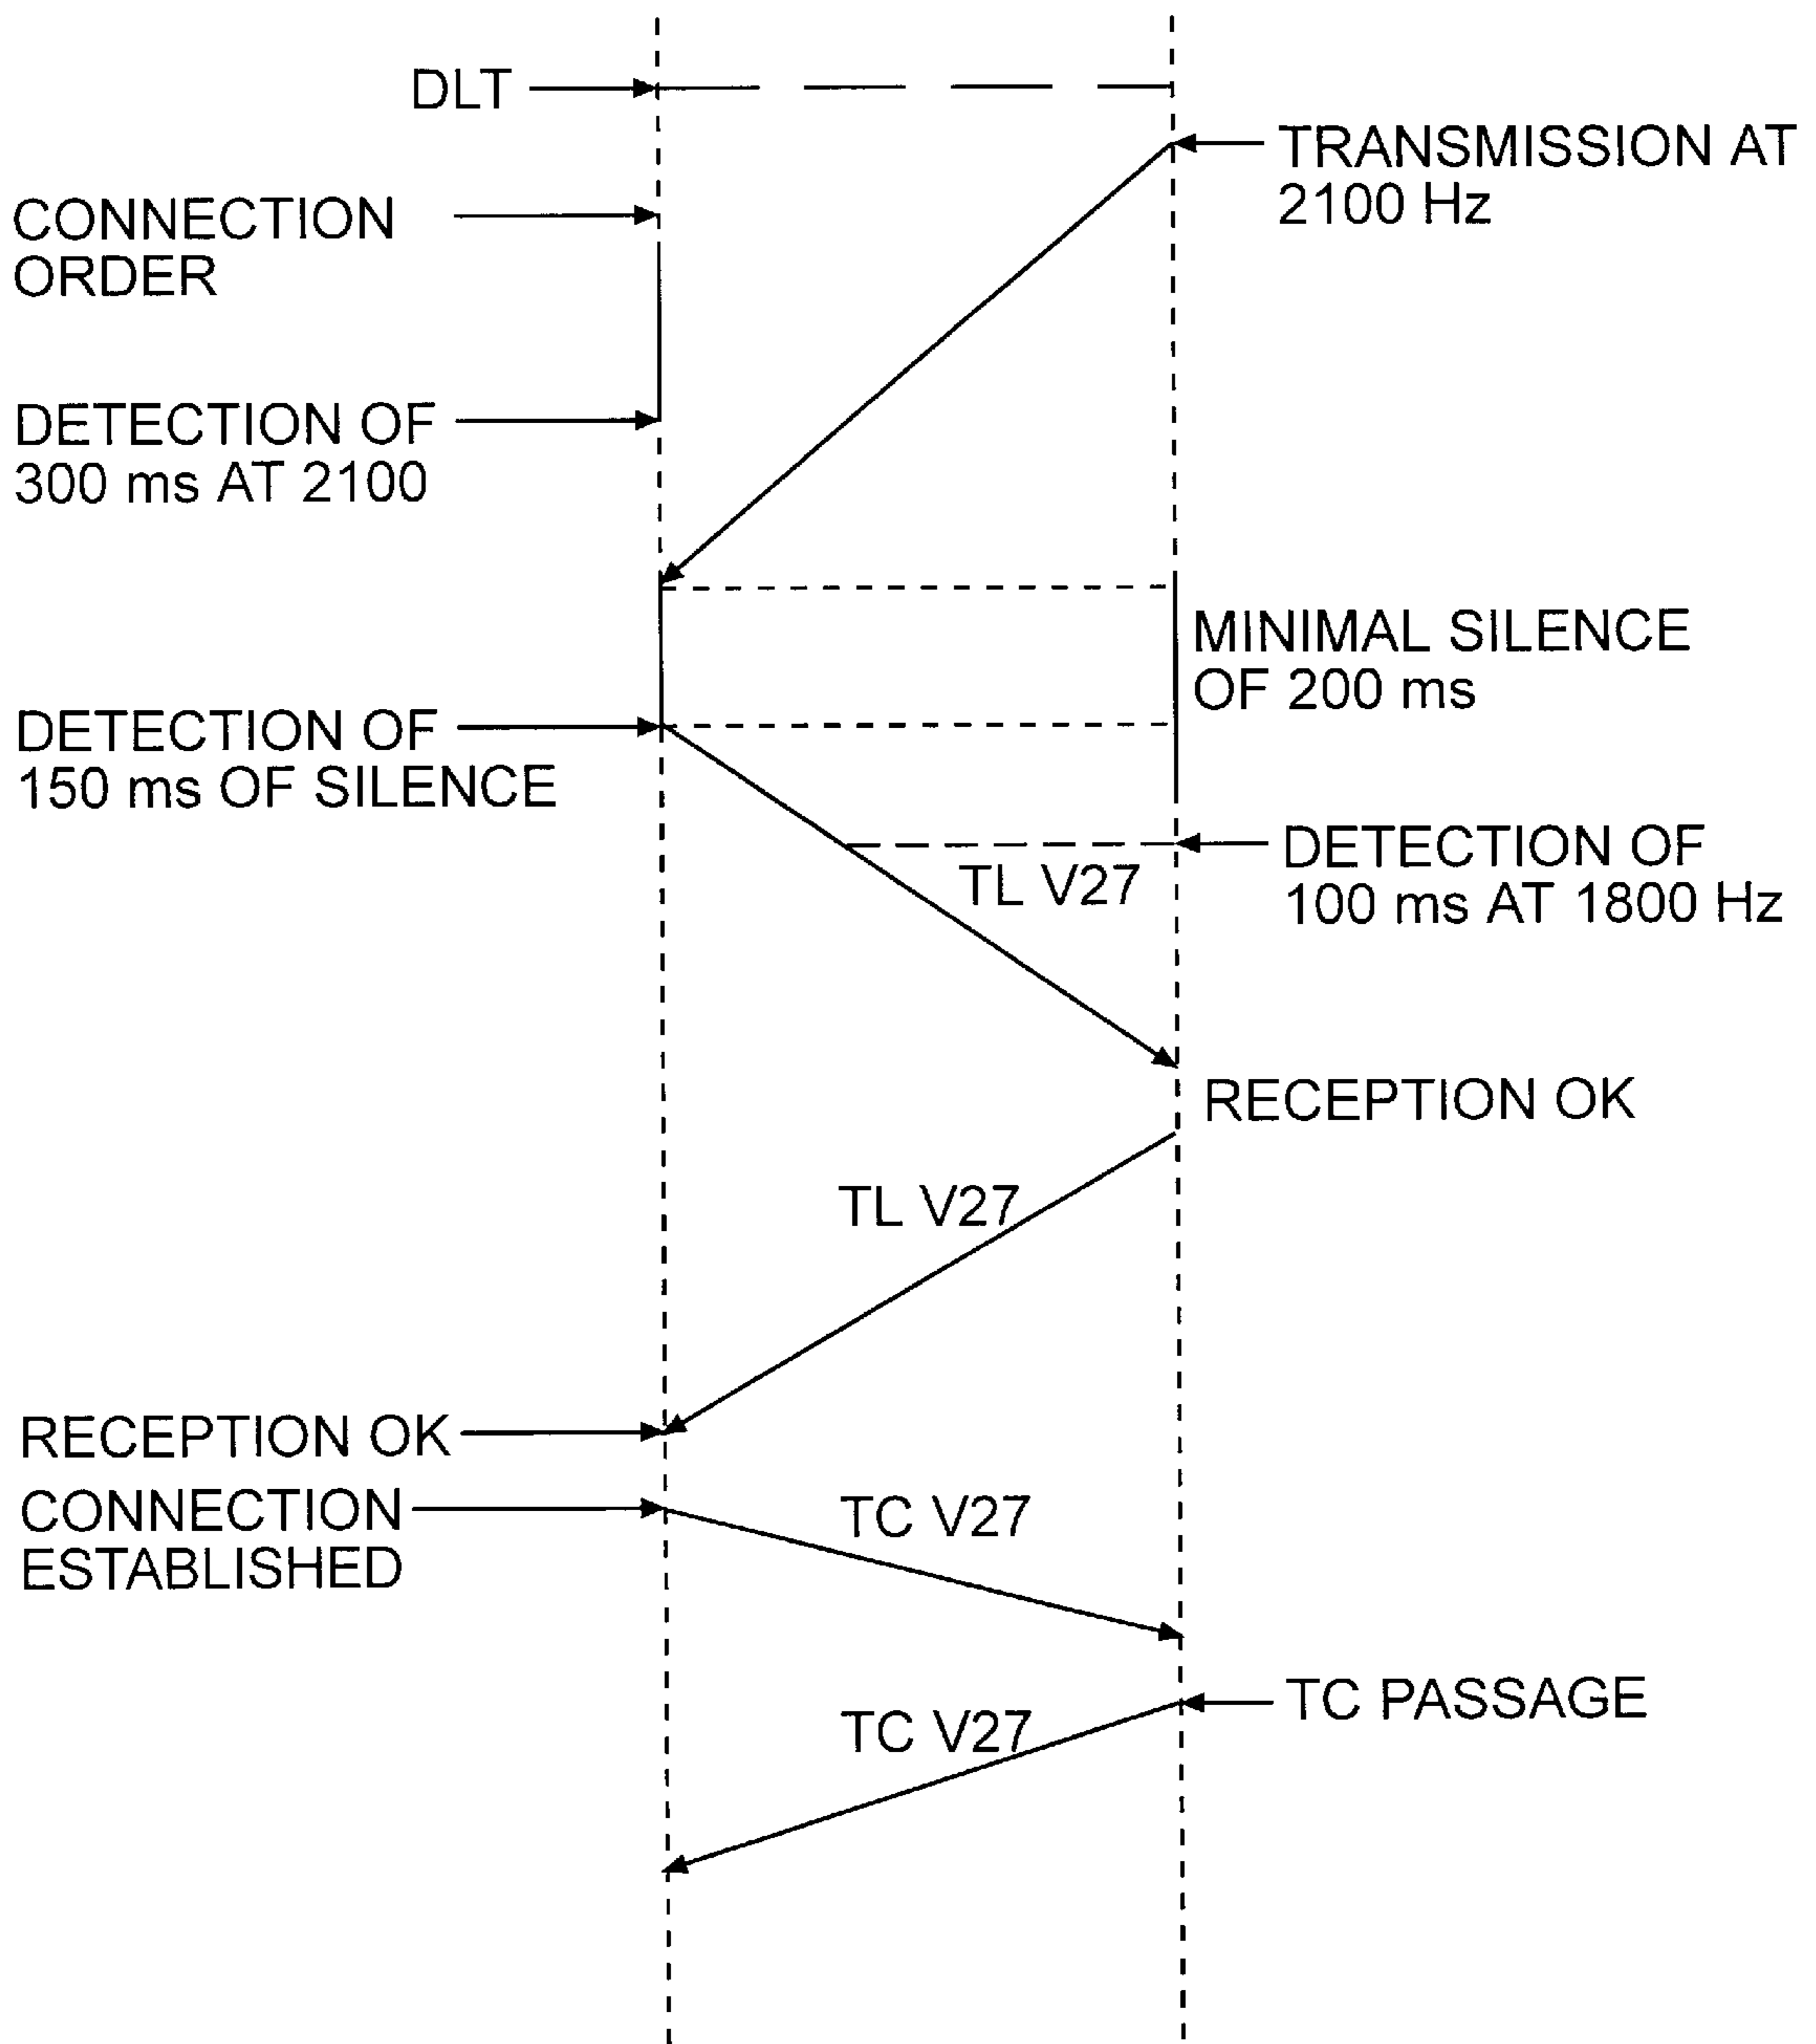 DLT
TRANSMISSION AT
2100 Hz
CONNECTION
ORDER
DETECTION OF
300 ms AT 2100
MINIMAL SILENCE
OF 200 ms
DETECTION OF
150 ms OF SILENCE
DETECTION OF
100 ms AT 1800 Hz
TL V27
RECEPTION OK
TL V27
RECEPTION OK
CONNECTION
ESTABLISHED
TC V27
TC PASSAGE
TC V27